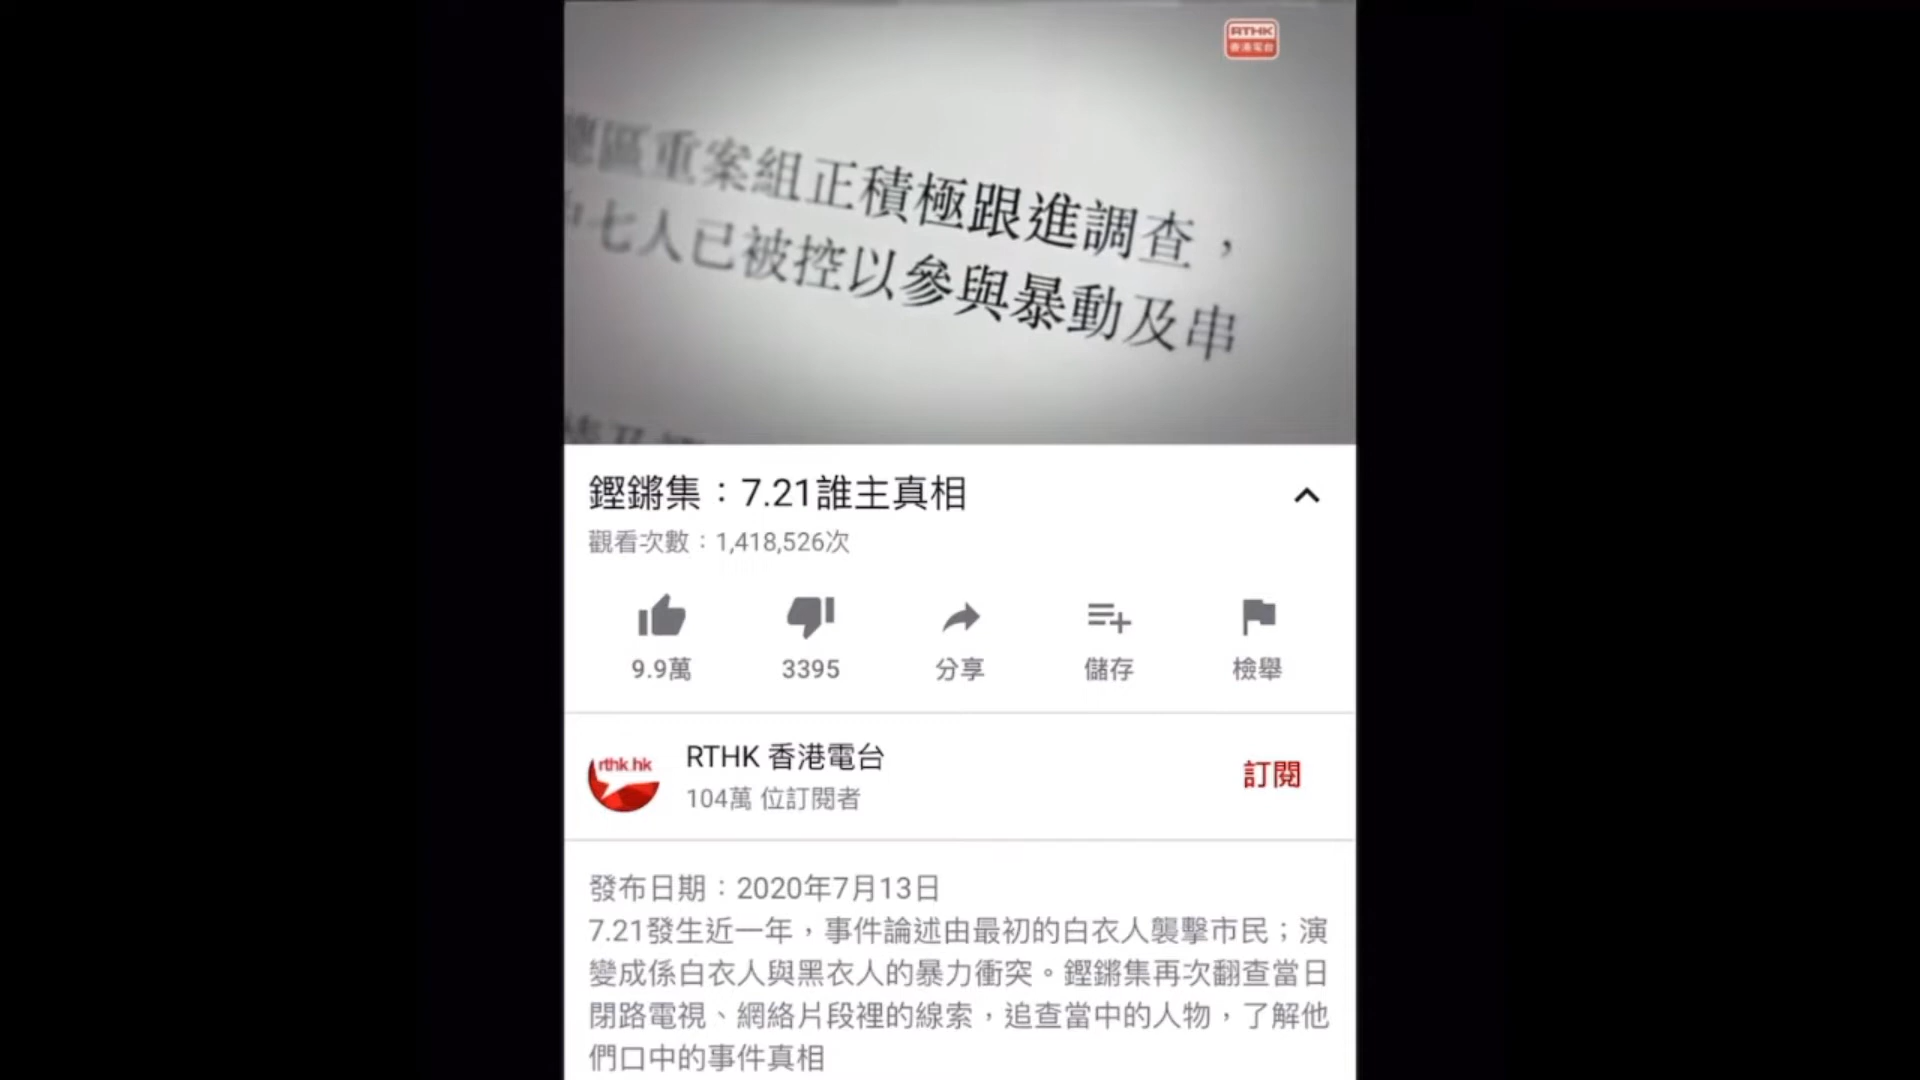 RTHK
香港電台
總區重案組正積極跟進調查，
七人已被控以參與暴動及串
鏗鏘集：7.21誰主真相
觀看次數：1,418,526次
9.9萬
3395
分享
儲存
檢舉
rthk.hk
RTHK 香港電台
104萬 位訂閱者
訂閱
發布日期：2020年7月13日
7.21發生近一年，事件論述由最初的白衣人襲擊市民；演
變成係白衣人與黑衣人的暴力衝突。鏗鏘集再次翻查當日
閉路電視、網絡片段裡的線索，追查當中的人物，了解他
們口中的事件真相